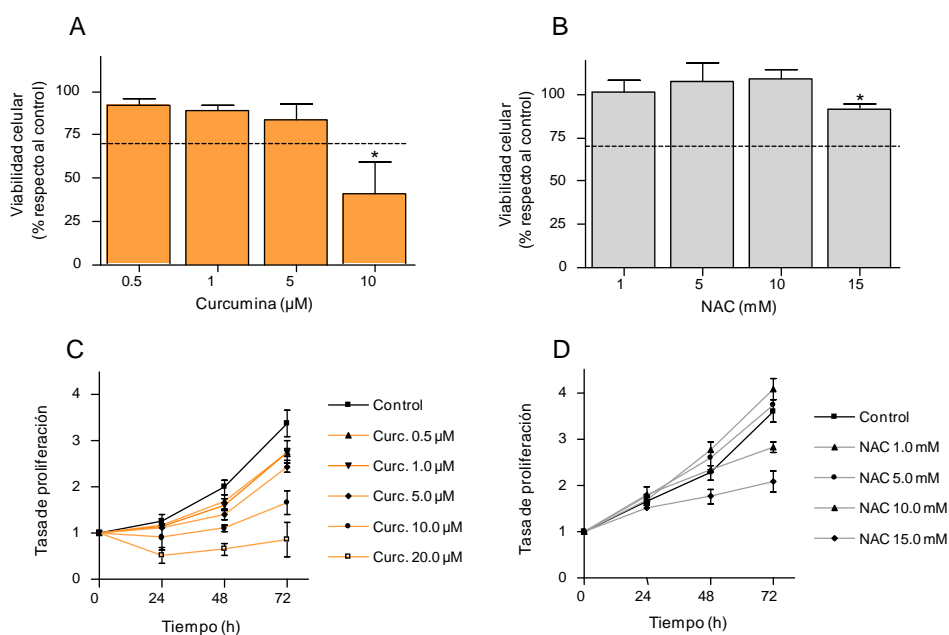 A
Viabilidad celular
(% respecto al control)
100
75
50
25
0
*
0.5 1 5 10
Curcumina (µM)
B
Viabilidad celular
(% respecto al control)
100
75
50
25
0
*
1 5 10 15
NAC (mM)
C
Tasa de proliferación
4
3
2
1
0
0 24 48 72
Tiempo (h)
Control
Curc. 0.5 µM
Curc. 1.0 µM
Curc. 5.0 µM
Curc. 10.0 µM
Curc. 20.0 µM
D
Tasa de proliferación
4
3
2
1
0
0 24 48 72
Tiempo (h)
Control
NAC 1.0 mM
NAC 5.0 mM
NAC 10.0 mM
NAC 15.0 mM